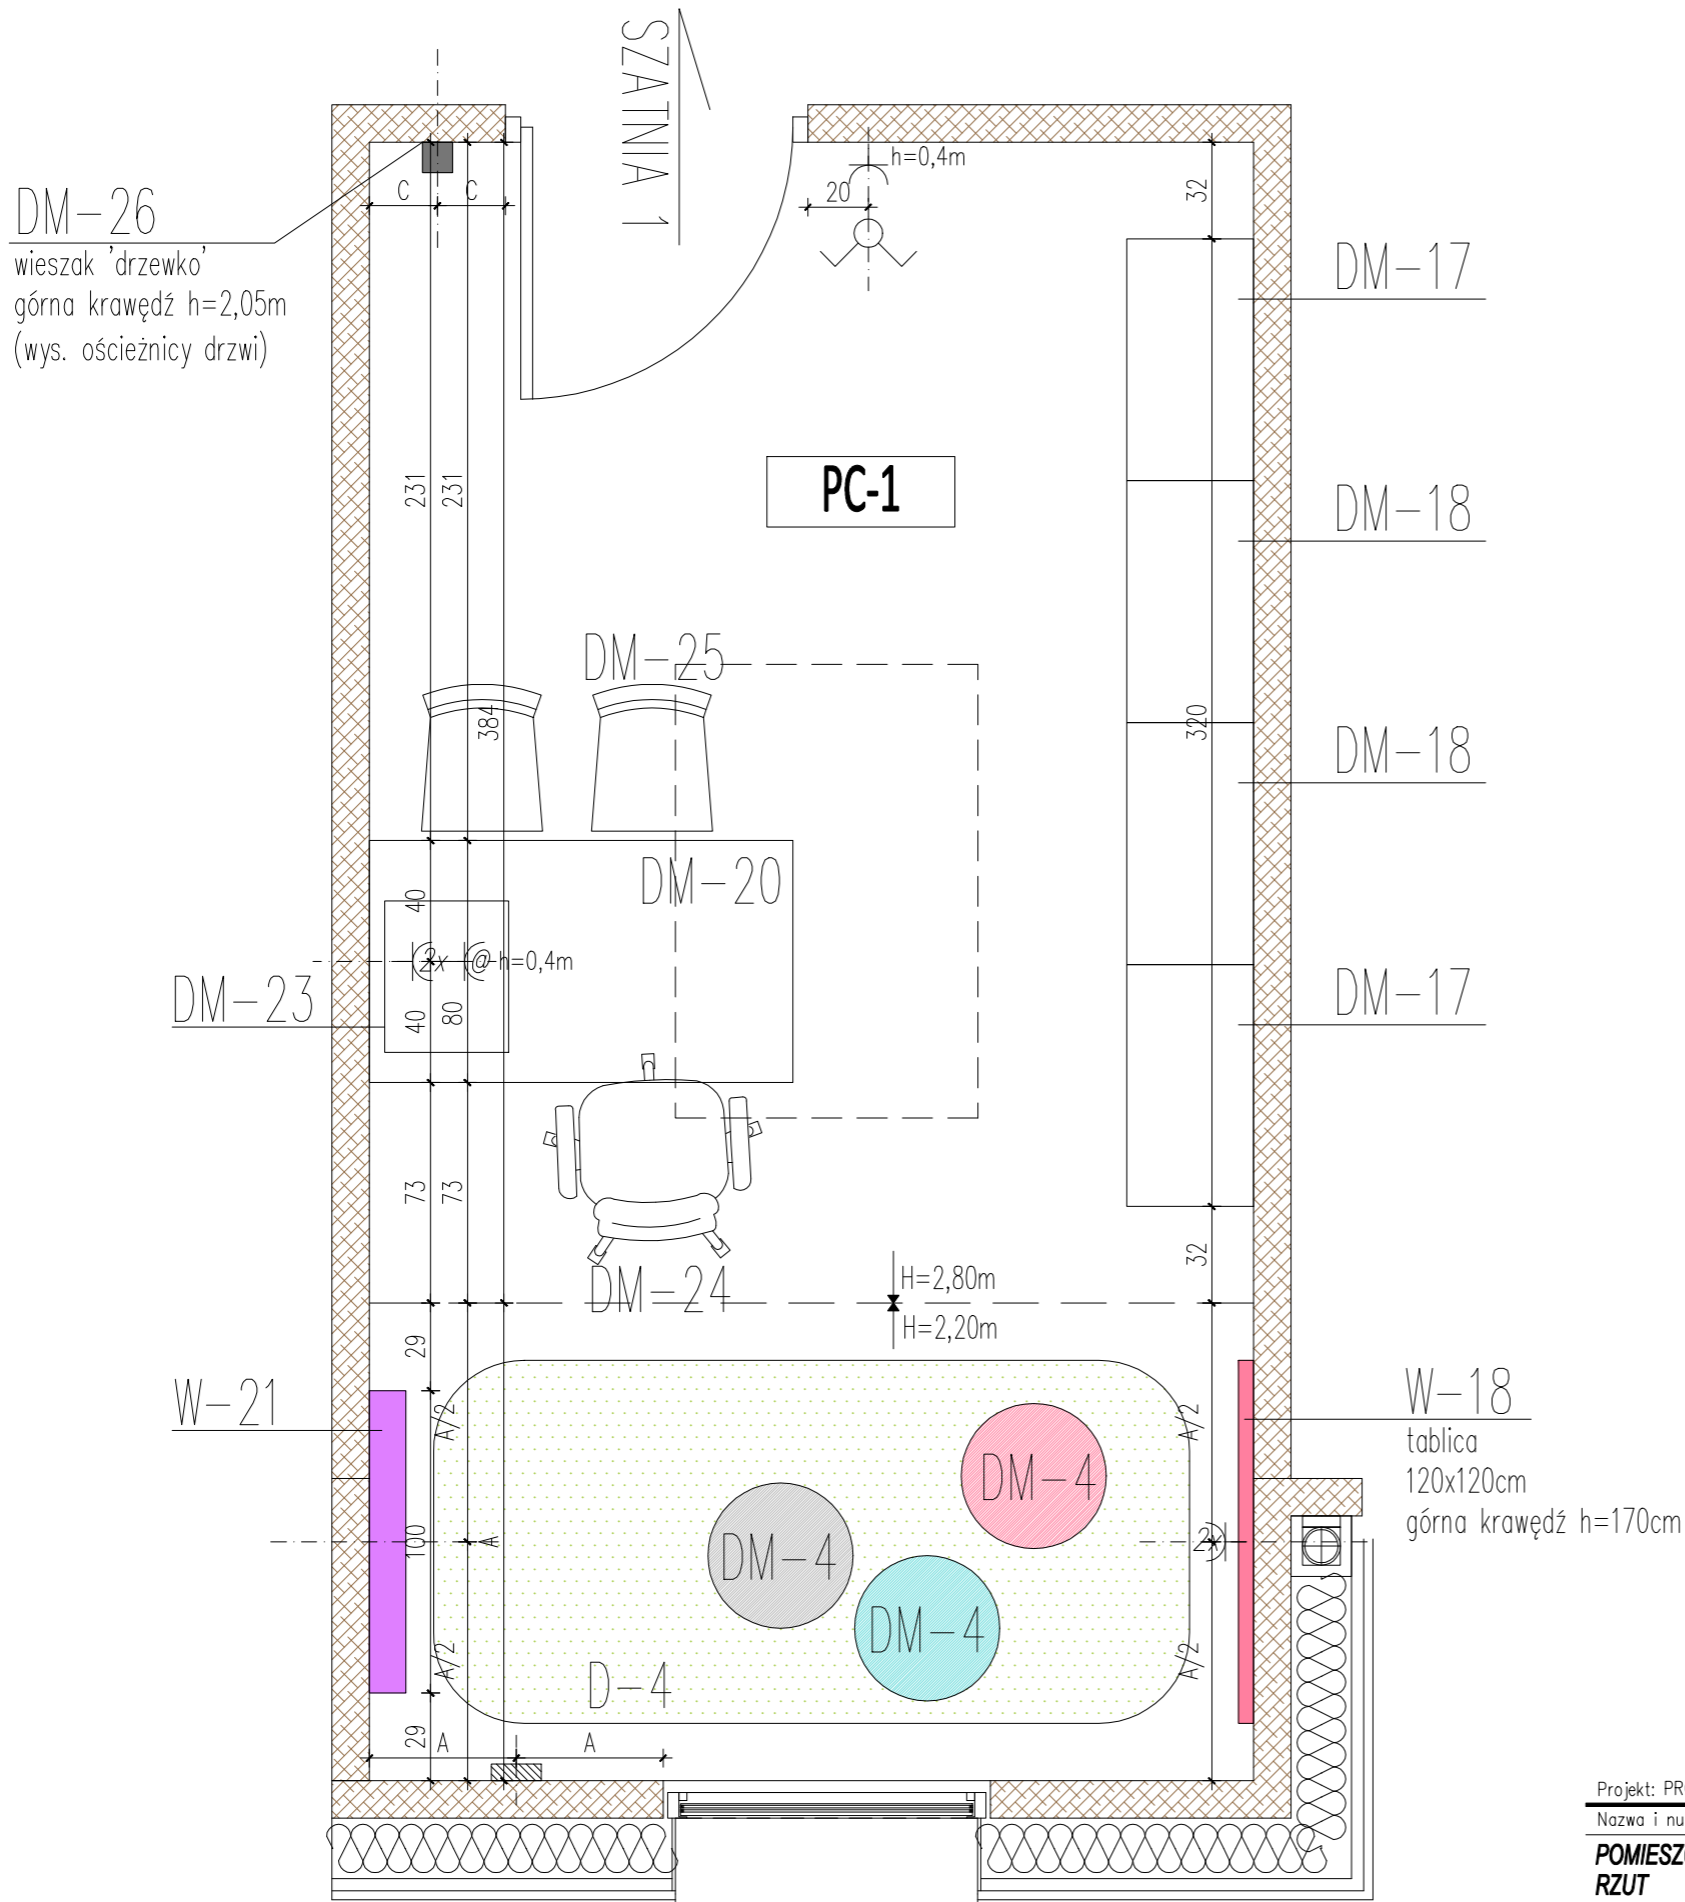 SZATNIA 1
DM-26
wieszak 'drzewko'
górna krawędź h=2,05m
(wys. ościeżnicy drzwi)
C C
h=0,4m
20
32
DM-17
231 231
PC-1
DM-18
DM-25
384
320
DM-18
DM-20
40
2x @ h=0,4m
DM-23
40 80
DM-17
73 73
32
DM-24
H=2,80m
H=2,20m
29
W-21
A/2 A/2
W-18
tablica
120x120cm
górna krawędź h=170cm
DM-4
DM-4
DM-4
100 A
2x
A/2 A/2
D-4
29
A A
Projekt: PR
Nazwa i nu
POMIESZ
RZUT